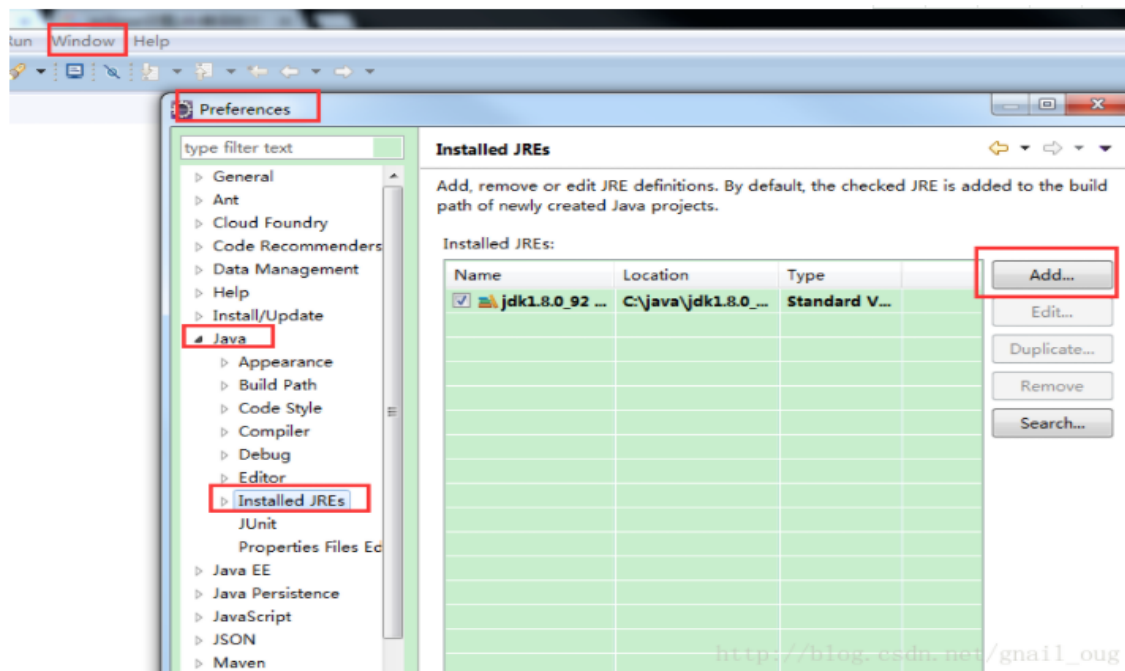 Run Window Help
Preferences
type filter text
General
Ant
Cloud Foundry
Code Recommenders
Data Management
Help
Install/Update
Java
Appearance
Build Path
Code Style
Compiler
Debug
Editor
Installed JREs
JUnit
Properties Files Ed
Java EE
Java Persistence
JavaScript
JSON
Maven
Installed JREs
Add, remove or edit JRE definitions. By default, the checked JRE is added to the build
path of newly created Java projects.
Installed JREs:
Name Location Type
jdk1.8.0_92 ... C:\java\jdk1.8.0_... Standard V...
Add...
Edit...
Duplicate...
Remove
Search...
http://blog.csdn.net/gnail_oug